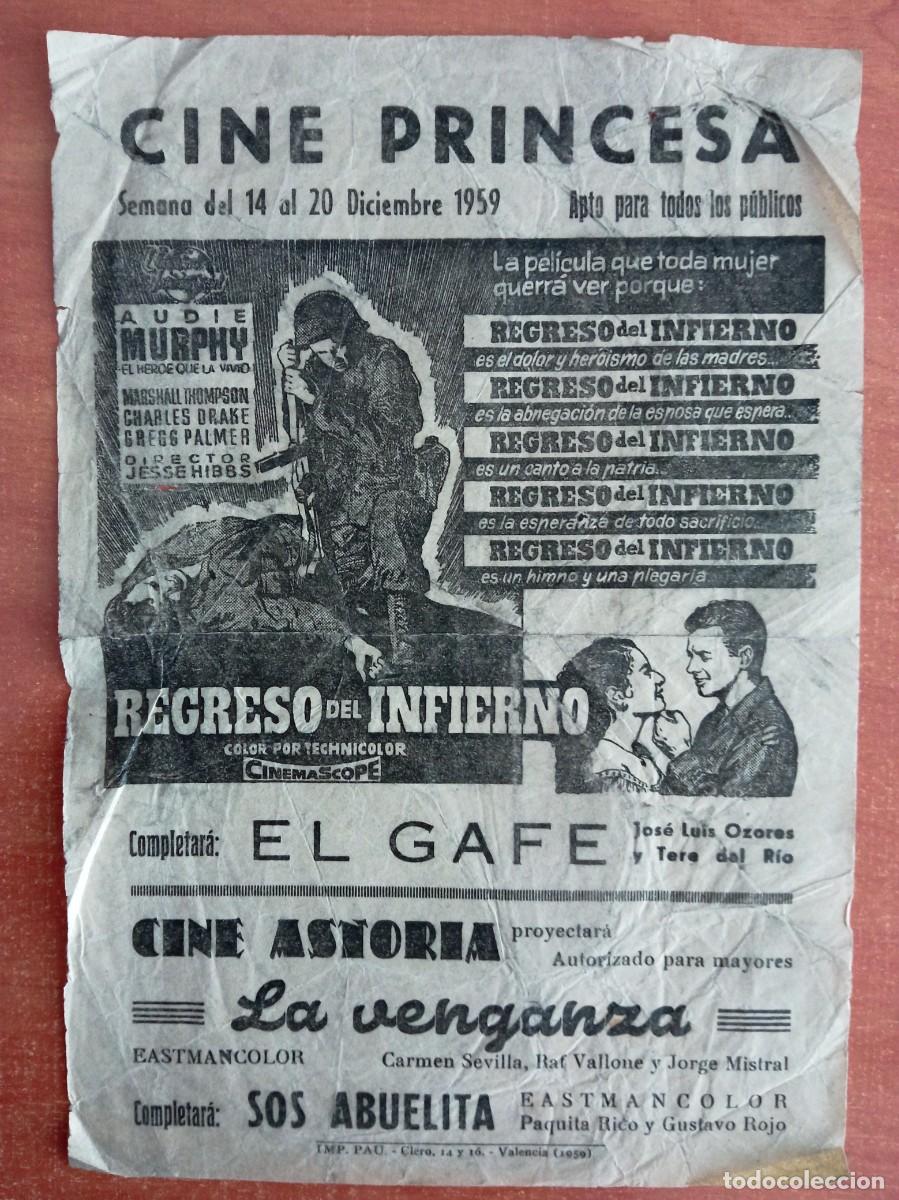 CINE PRINCESA
Semana del 14 al 20 Diciembre 1959
Apto para todos los públicos
AUDIE
MURPHY
EL HEROE QUE LA VIVIO
MARSHALL THOMPSON
CHARLES DRAKE
GREGG PALMER
DIRECTOR
JESSE HIBBS
La película que toda mujer
querrá ver porque:
REGRESO del INFIERNO
es el dolor y heroísmo de las madres...
REGRESO del INFIERNO
es la abnegación de la esposa que espera...
REGRESO del INFIERNO
es un canto a la patria...
REGRESO del INFIERNO
es la esperanza de todo sacrificio...
REGRESO del INFIERNO
es un himno y una plegaria
REGRESO DEL INFIERNO
COLOR POR TECHNICOLOR
CINEMASCOPE
Completará: EL GAFE
José Luis Ozores
y Tere del Río
CINE ASTORIA proyectará
Autorizado para mayores
La venganza
EASTMANCOLOR Carmen Sevilla, Raf Vallone y Jorge Mistral
Completará: SOS ABUELITA
EASTMANCOLOR
Paquita Rico y Gustavo Rojo
IMP. PAU. - Clero, 14 y 16. - Valencia (1959)
todocoleccion